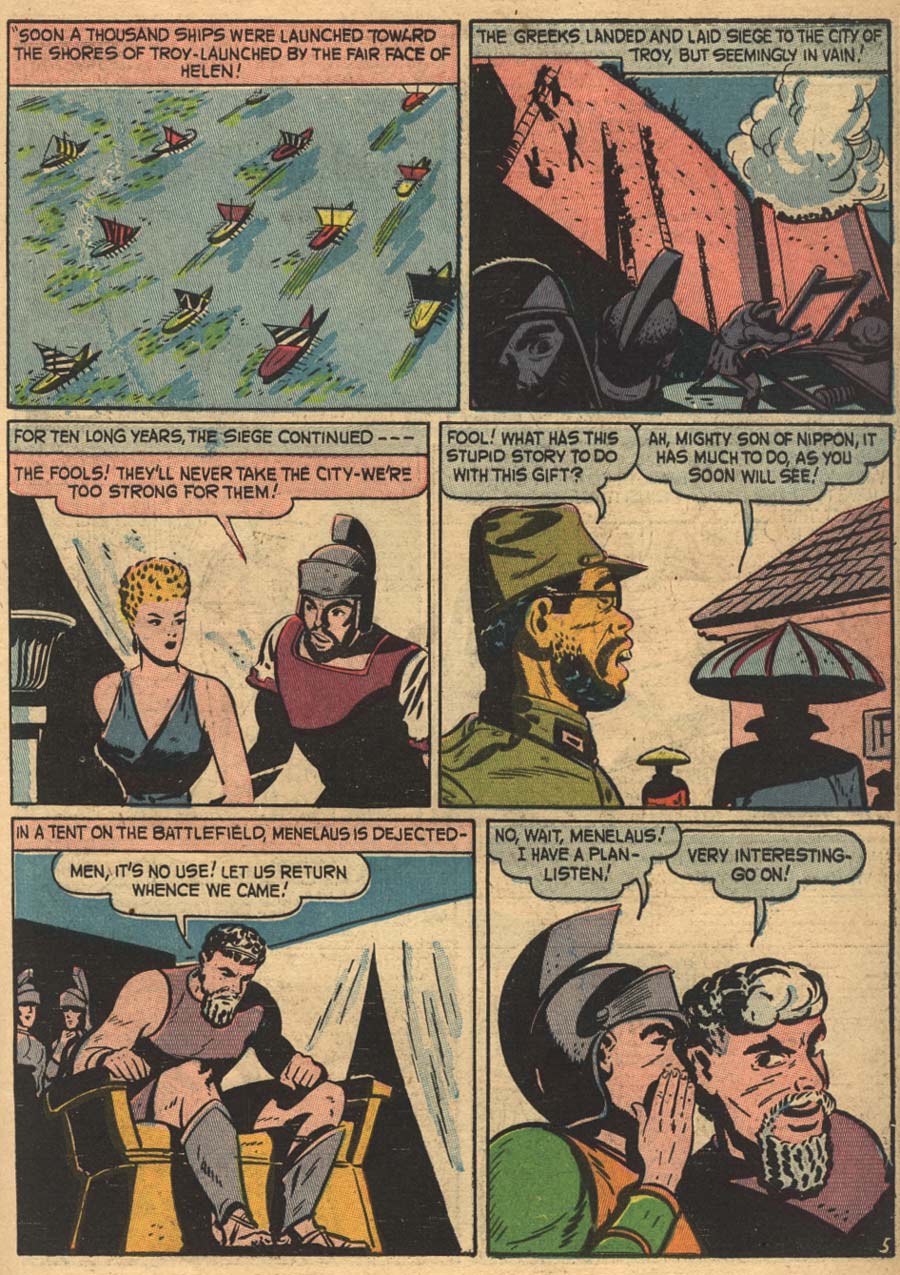 "SOON A THOUSAND SHIPS WERE LAUNCHED TOWARD
THE SHORES OF TROY-LAUNCHED BY THE FAIR FACE OF
HELEN!
THE GREEKS LANDED AND LAID SIEGE TO THE CITY OF
TROY, BUT SEEMINGLY IN VAIN!
FOR TEN LONG YEARS, THE SIEGE CONTINUED ---
THE FOOLS! THEY'LL NEVER TAKE THE CITY-WE'RE
TOO STRONG FOR THEM!
FOOL! WHAT HAS THIS
STUPID STORY TO DO
WITH THIS GIFT?
AH, MIGHTY SON OF NIPPON, IT
HAS MUCH TO DO, AS YOU
SOON WILL SEE!
IN A TENT ON THE BATTLEFIELD, MENELAUS IS DEJECTED-
MEN, IT'S NO USE! LET US RETURN
WHENCE WE CAME!
NO, WAIT, MENELAUS!
I HAVE A PLAN-
LISTEN!
VERY INTERESTING-
GO ON!
5